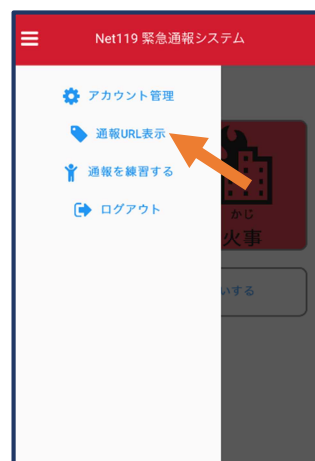 Net119 緊急通報システム
アカウント管理
通報URL表示
通報を練習する
ログアウト
かじ
火事
いする